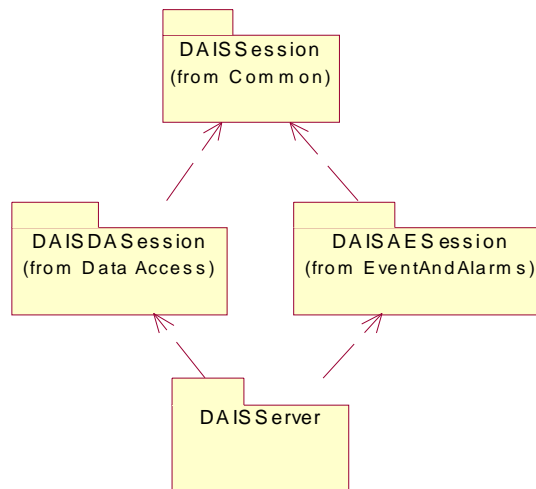 DAISSession
(from Common)
DAISDASession
(from Data Access)
DAISAESession
(from EventAndAlarms)
DAISServer